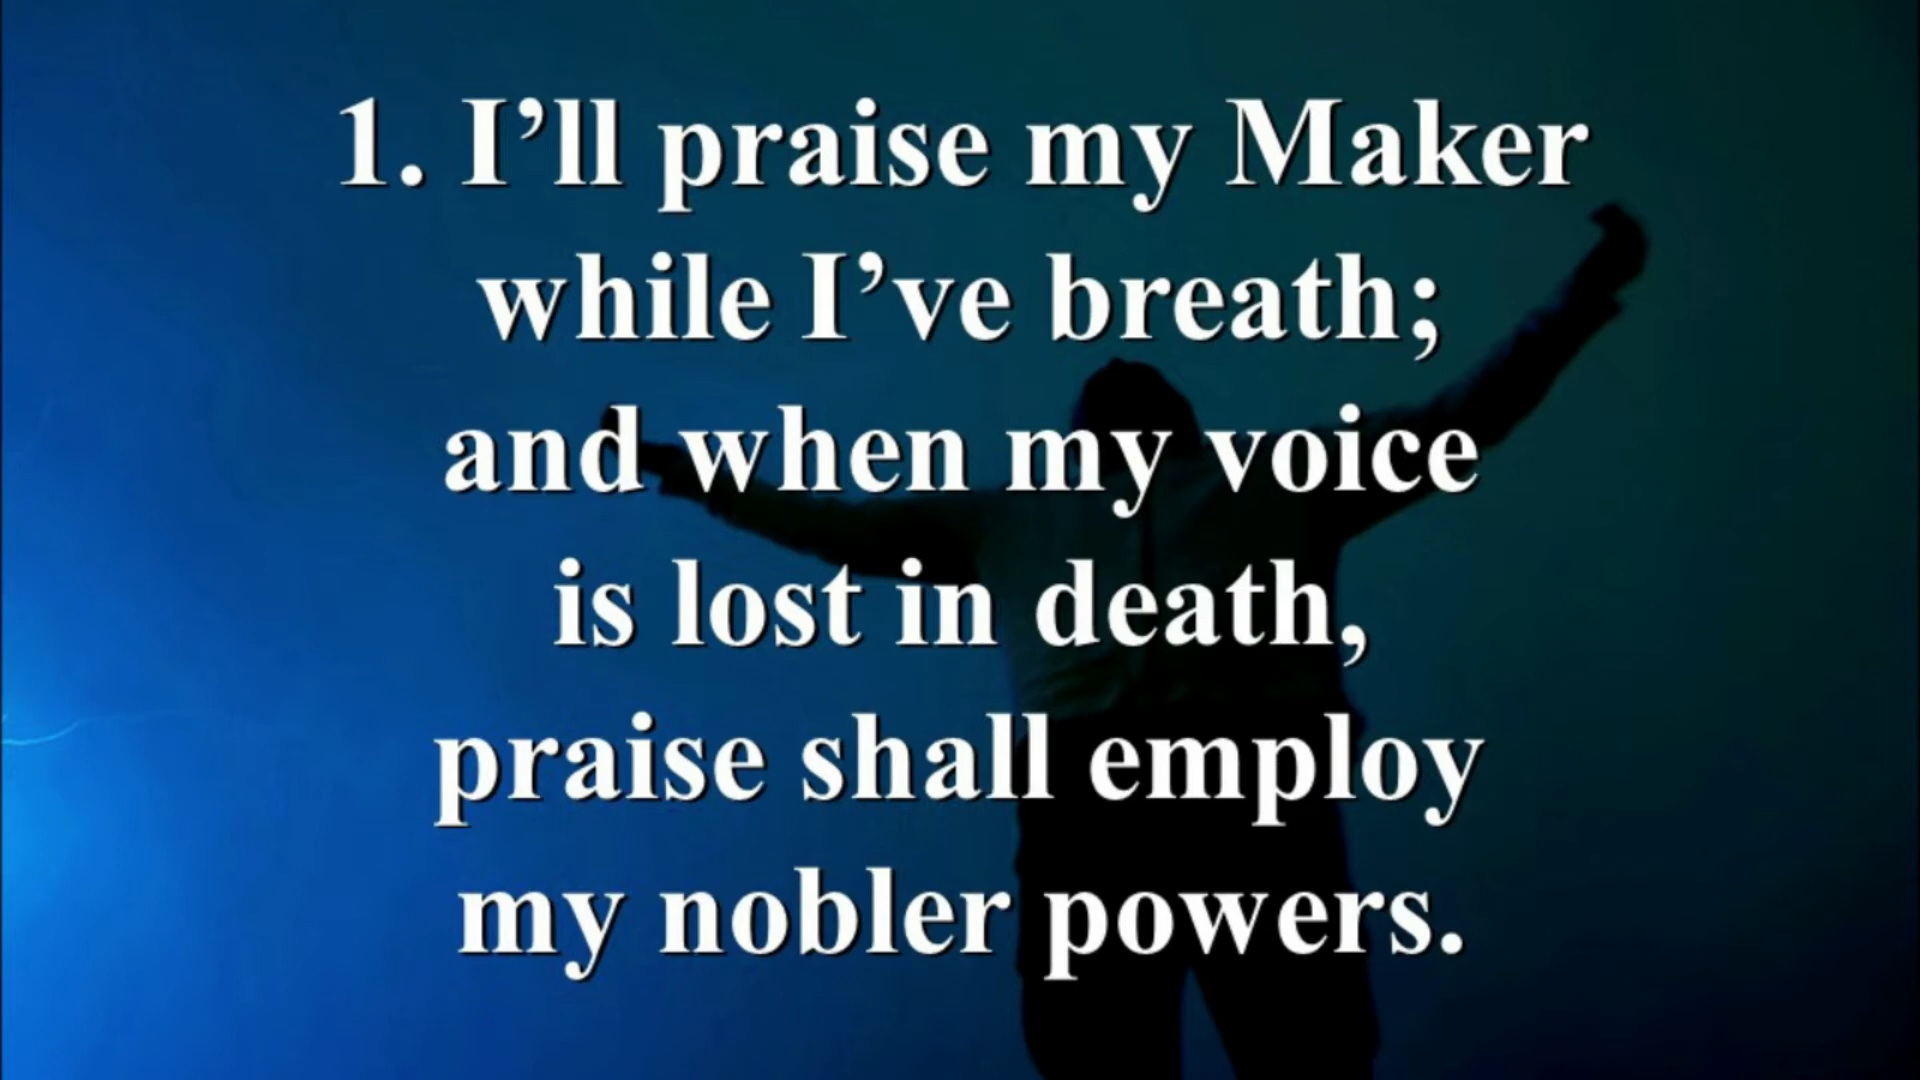 1. I’ll praise my Maker
while I’ve breath;
and when my voice
is lost in death,
praise shall employ
my nobler powers.